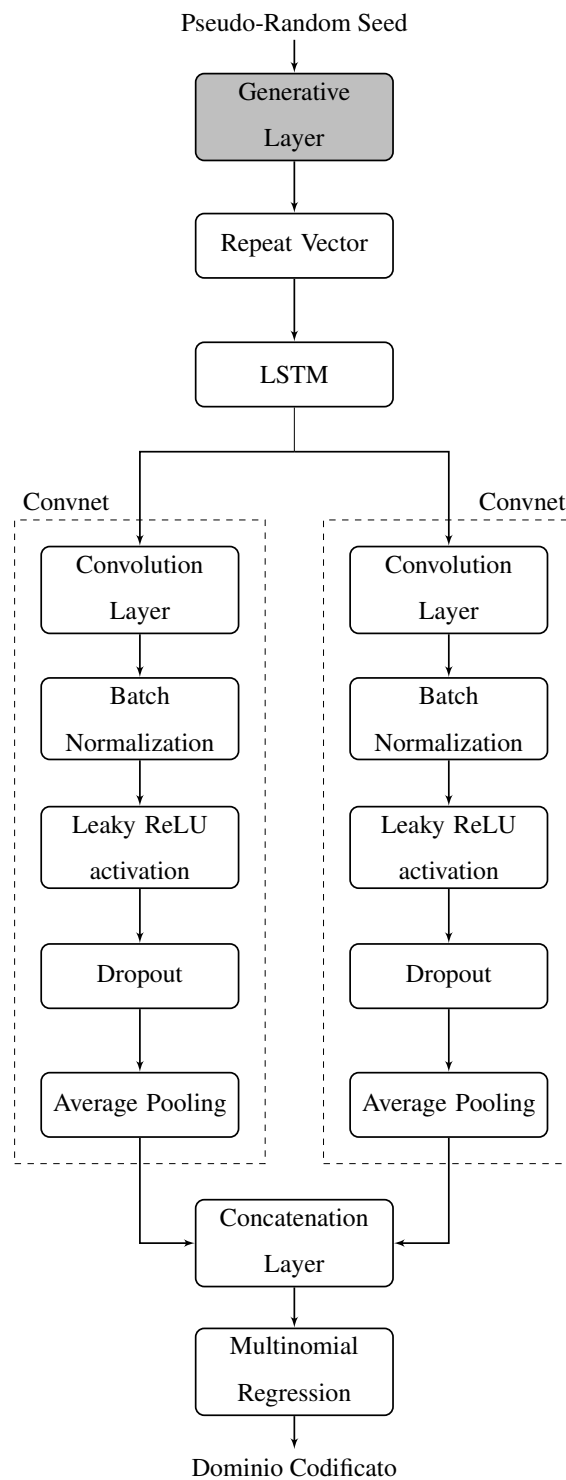 Pseudo-Random Seed
Generative
Layer
Repeat Vector
LSTM
Convnet
Convolution
Layer
Batch
Normalization
Leaky ReLU
activation
Dropout
Average Pooling
Convnet
Convolution
Layer
Batch
Normalization
Leaky ReLU
activation
Dropout
Average Pooling
Concatenation
Layer
Multinomial
Regression
Dominio Codificato